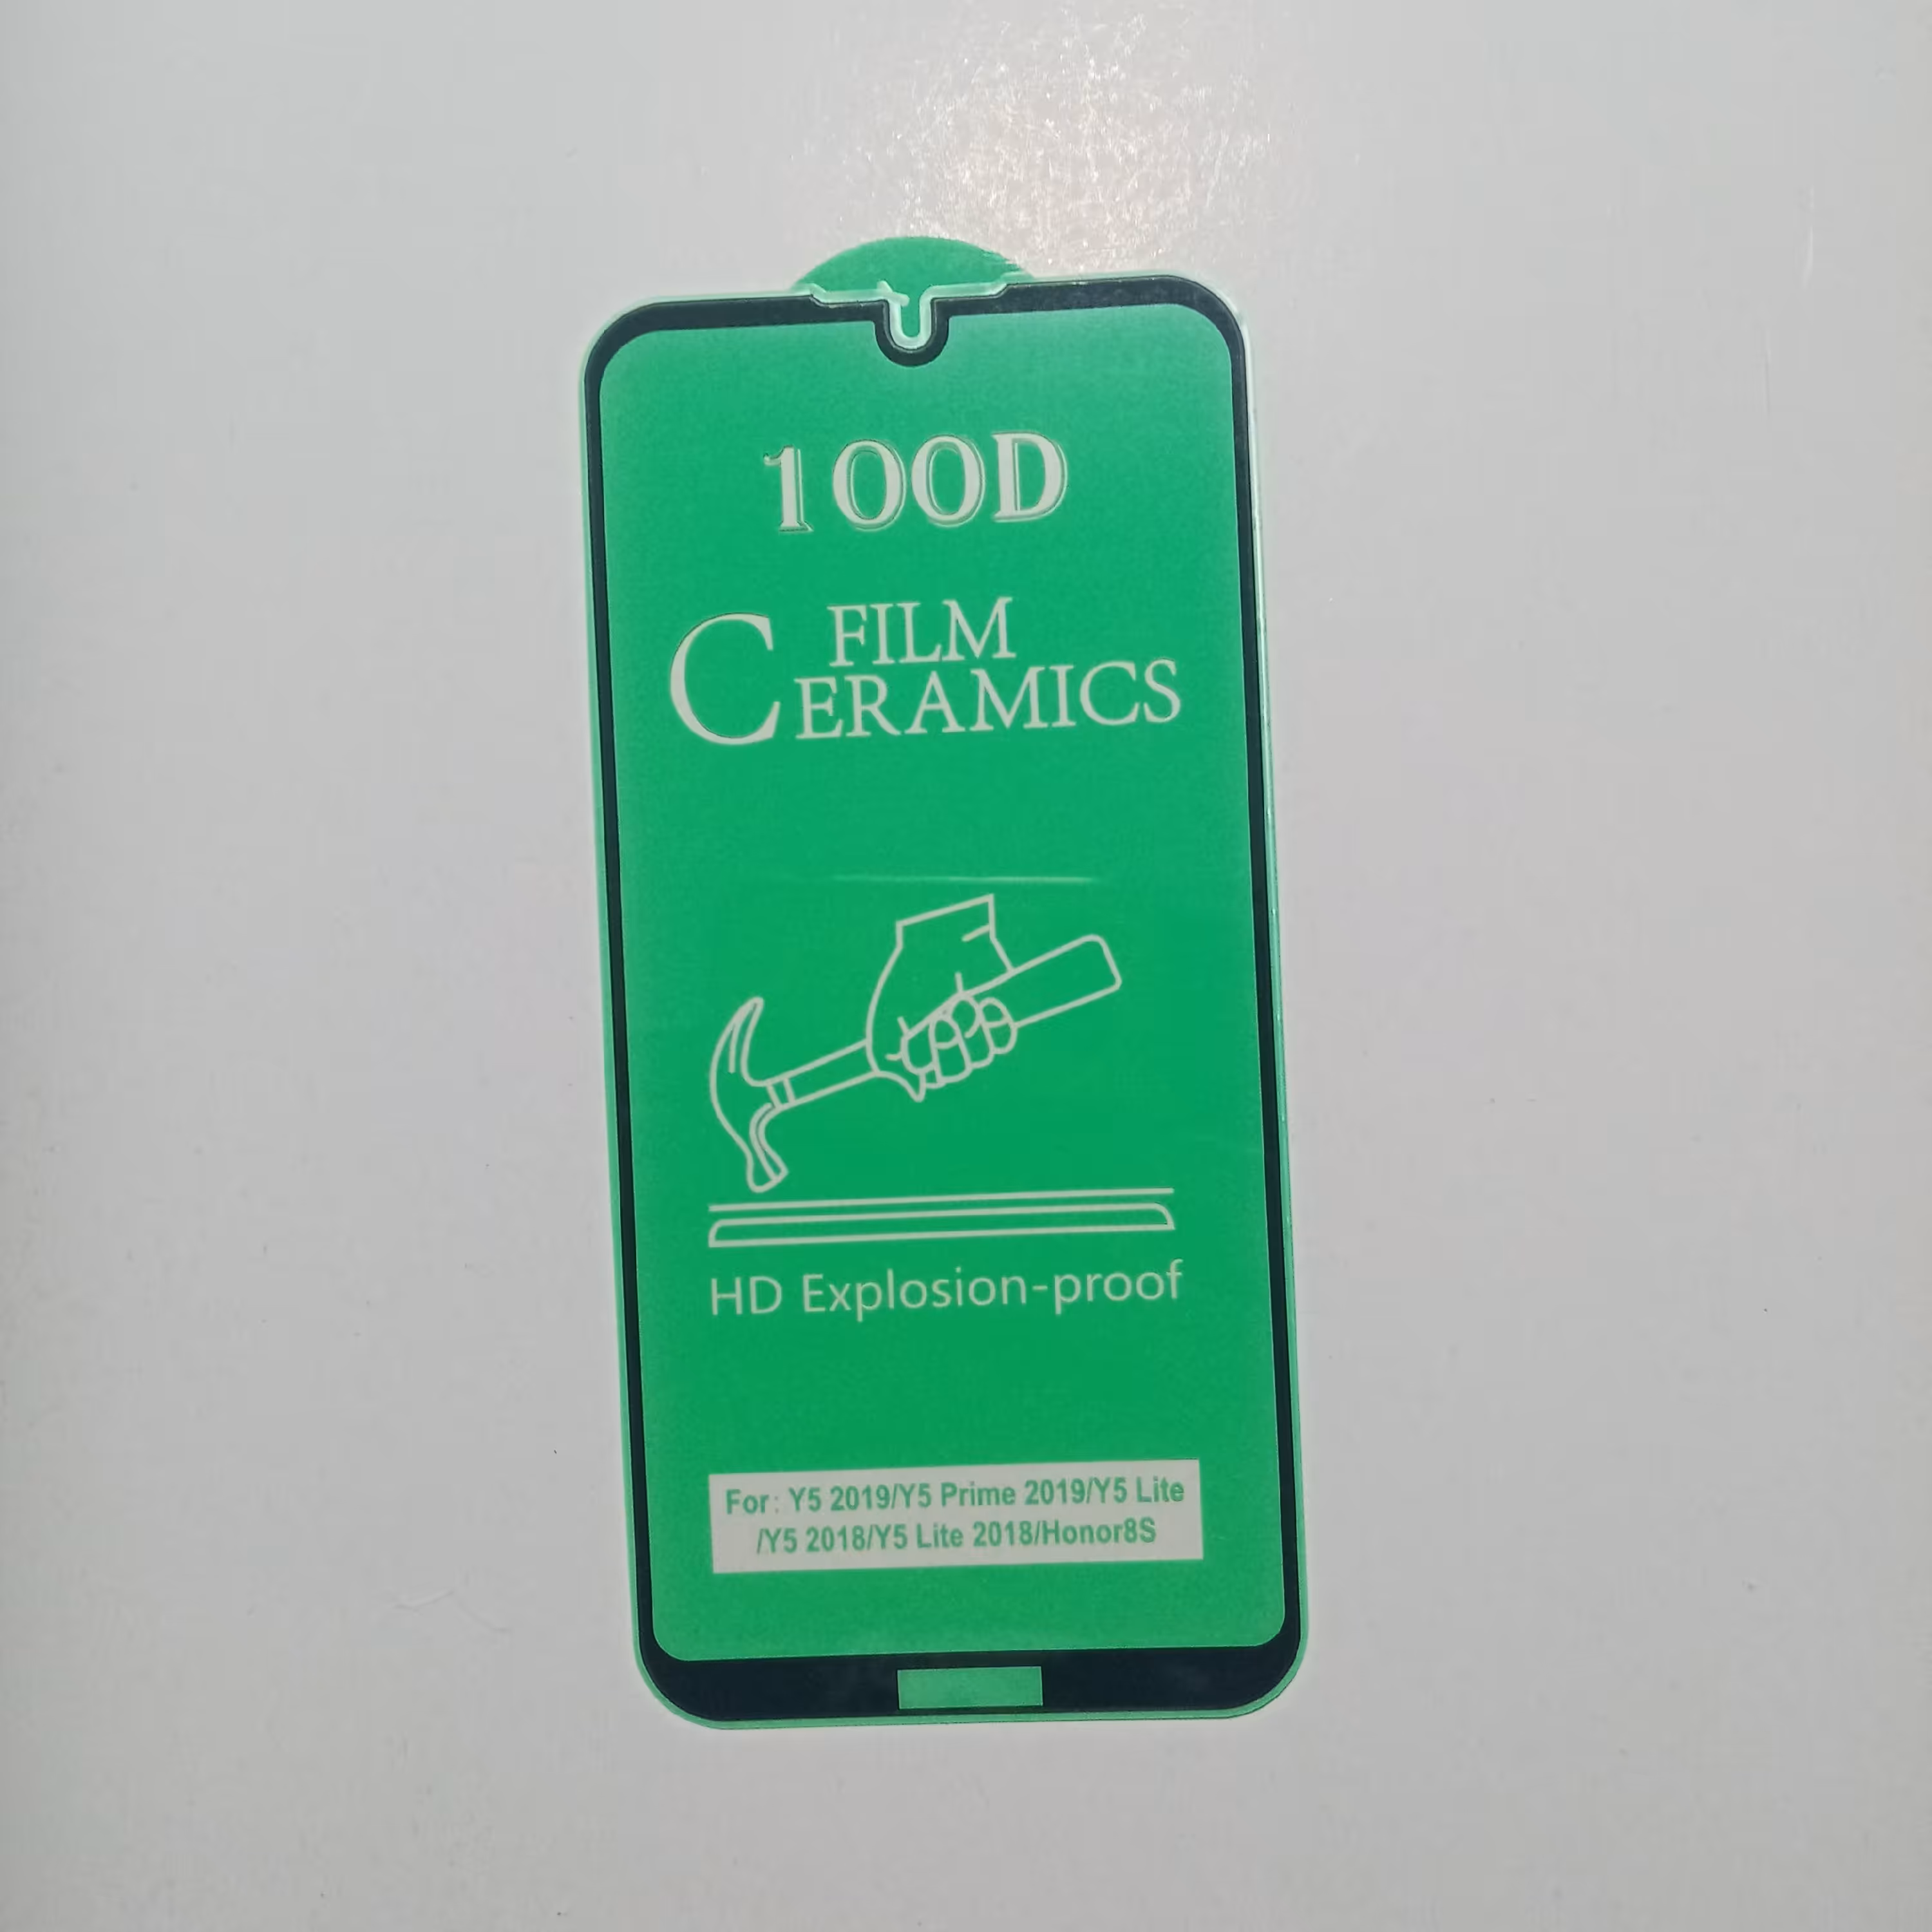 100D
FILM
CERAMICS
HD Explosion-proof
For: Y5 2019/Y5 Prime 2019/Y5 Lite
/Y5 2018/Y5 Lite 2018/Honor8S